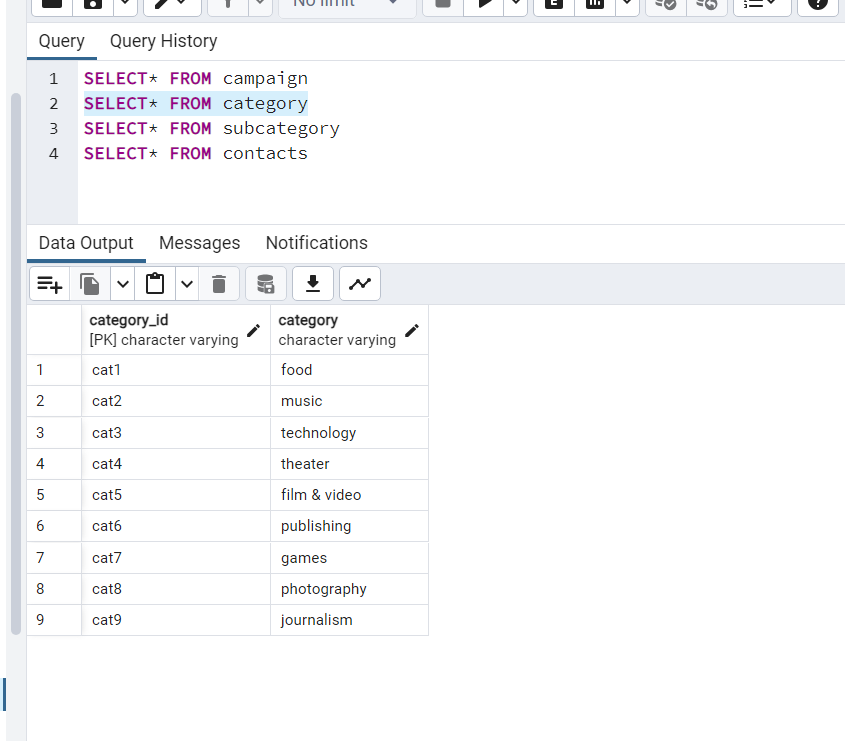 No limit
Query Query History
1 SELECT* FROM campaign
2 SELECT* FROM category
3 SELECT* FROM subcategory
4 SELECT* FROM contacts
Data Output Messages Notifications
category_id category
[PK] character varying character varying
1 cat1 food
2 cat2 music
3 cat3 technology
4 cat4 theater
5 cat5 film & video
6 cat6 publishing
7 cat7 games
8 cat8 photography
9 cat9 journalism